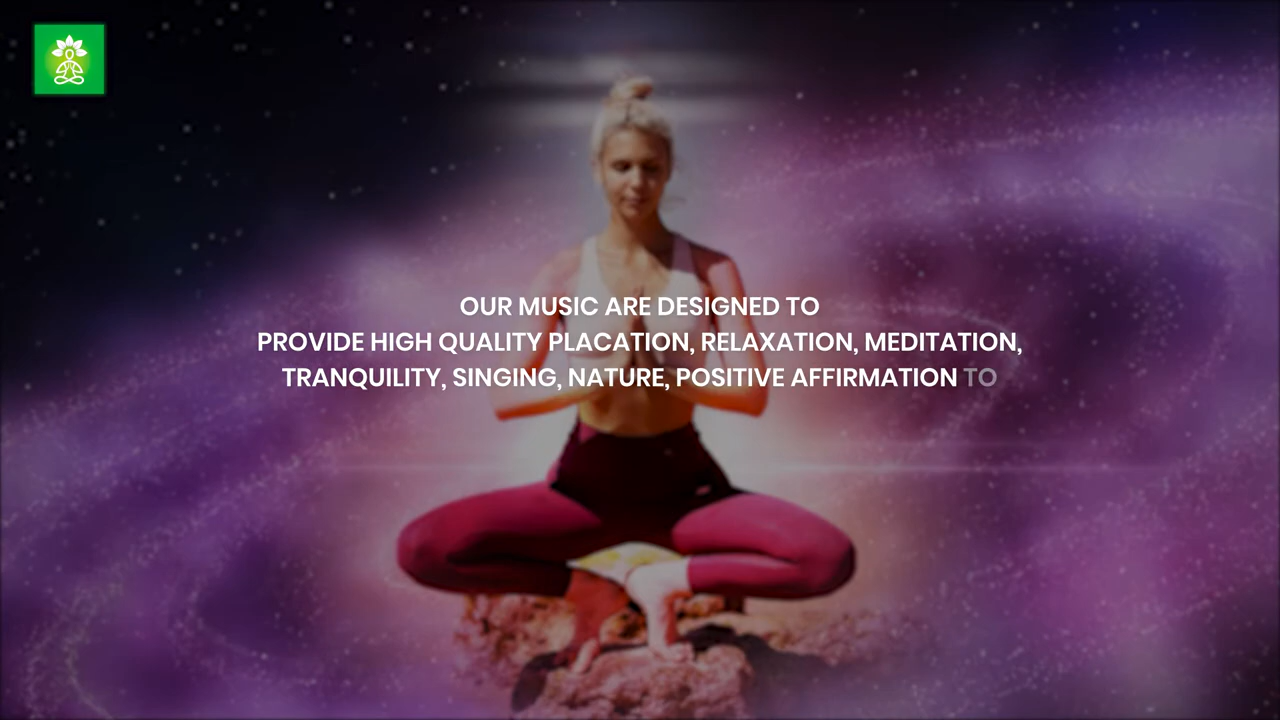 OUR MUSIC ARE DESIGNED TO
PROVIDE HIGH QUALITY PLACATION, RELAXATION, MEDITATION,
TRANQUILITY, SINGING, NATURE, POSITIVE AFFIRMATION TO